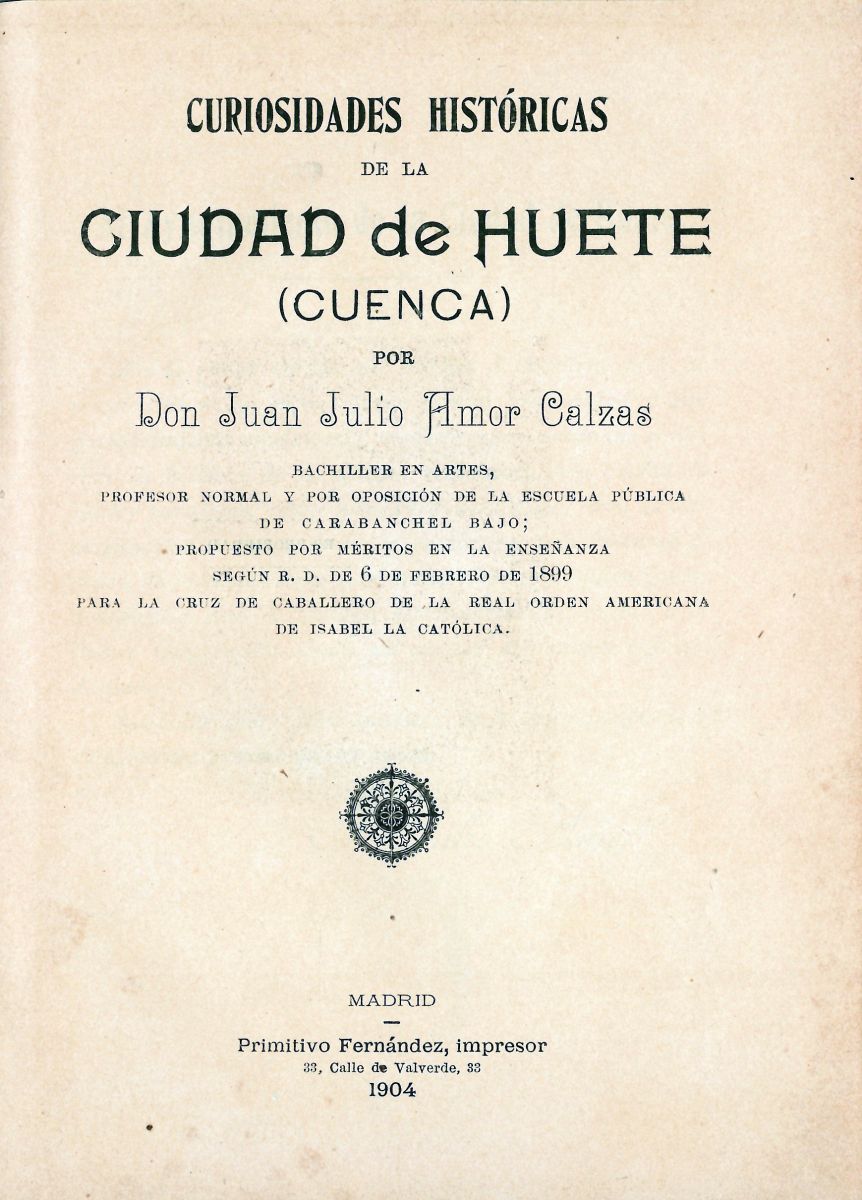 CURIOSIDADES HISTÓRICAS
DE LA
CIUDAD de HUETE
(CUENCA)
POR
Don Juan Julio Amor Calzas
BACHILLER EN ARTES,
PROFESOR NORMAL Y POR OPOSICIÓN DE LA ESCUELA PÚBLICA
DE CARABANCHEL BAJO;
PROPUESTO POR MÉRITOS EN LA ENSEÑANZA
SEGÚN R. D. DE 6 DE FEBRERO DE 1899
PARA LA CRUZ DE CABALLERO DE LA REAL ORDEN AMERICANA
DE ISABEL LA CATÓLICA.
MADRID
Primitivo Fernández, impresor
33, Calle de Valverde, 33
1904